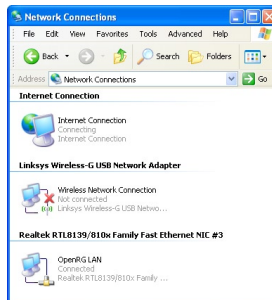 Network Connections
File Edit View Favorites Tools Advanced Help
Back Search Folders
Address Network Connections Go
Internet Connection
Internet Connection
Connecting
Internet Connection
Linksys Wireless-G USB Network Adapter
Wireless Network Connection
Not connected
Linksys Wireless-G USB Netwo...
Realtek RTL8139/810x Family Fast Ethernet NIC #3
OpenRG LAN
Connected
Realtek RTL8139/810x Family ...